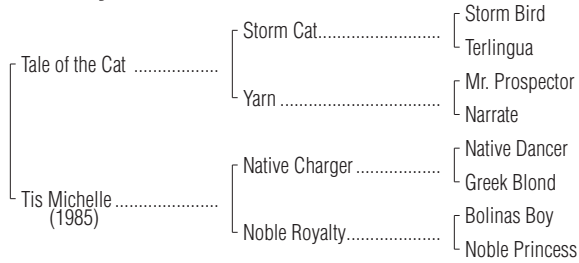 Storm Bird
Storm Cat..................
Terlingua
Tale of the Cat ..................
Mr. Prospector
Yarn ........................
Narrate
Native Dancer
Native Charger ..................
Greek Blond
Tis Michelle ......................
(1985)
Bolinas Boy
Noble Royalty....................
Noble Princess